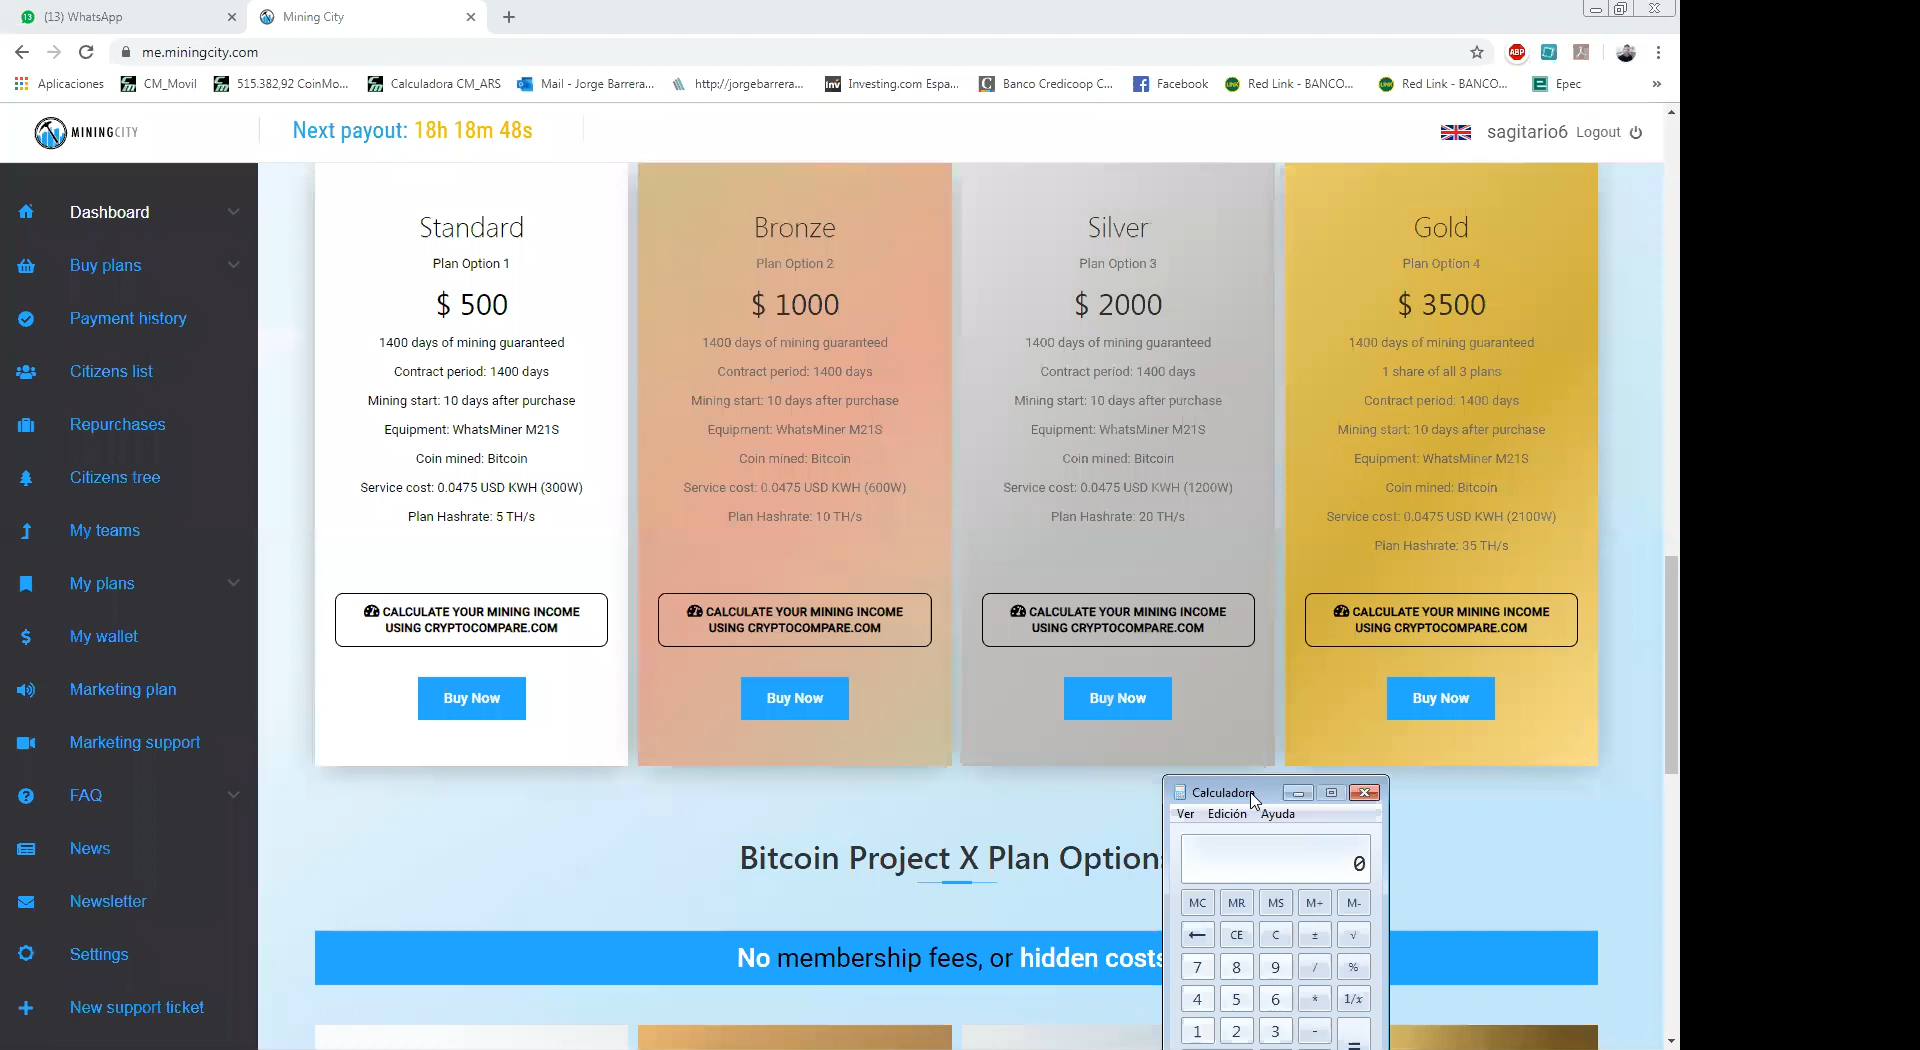 (13) WhatsApp
Mining City
me.miningcity.com
ABP
Aplicaciones
CM_Movil
515.382,92 CoinMo...
Calculadora CM_ARS
Mail - Jorge Barrera...
http://jorgebarrera...
Investing.com Espa...
Banco Credicoop C...
Facebook
Red Link - BANCO...
Red Link - BANCO...
Epec
MININGCITY
Next payout: 18h 18m 48s
sagitario6
Logout
Dashboard
Buy plans
Payment history
Citizens list
Repurchases
Citizens tree
My teams
My plans
My wallet
Marketing plan
Marketing support
FAQ
News
Newsletter
Settings
New support ticket
Standard
Plan Option 1
$ 500
1400 days of mining guaranteed
Contract period: 1400 days
Mining start: 10 days after purchase
Equipment: WhatsMiner M21S
Coin mined: Bitcoin
Service cost: 0.0475 USD KWH (300W)
Plan Hashrate: 5 TH/s
CALCULATE YOUR MINING INCOME
USING CRYPTOCOMPARE.COM
Buy Now
Bronze
Plan Option 2
$ 1000
1400 days of mining guaranteed
Contract period: 1400 days
Mining start: 10 days after purchase
Equipment: WhatsMiner M21S
Coin mined: Bitcoin
Service cost: 0.0475 USD KWH (600W)
Plan Hashrate: 10 TH/s
CALCULATE YOUR MINING INCOME
USING CRYPTOCOMPARE.COM
Buy Now
Silver
Plan Option 3
$ 2000
1400 days of mining guaranteed
Contract period: 1400 days
Mining start: 10 days after purchase
Equipment: WhatsMiner M21S
Coin mined: Bitcoin
Service cost: 0.0475 USD KWH (1200W)
Plan Hashrate: 20 TH/s
CALCULATE YOUR MINING INCOME
USING CRYPTOCOMPARE.COM
Buy Now
Gold
Plan Option 4
$ 3500
1400 days of mining guaranteed
1 share of all 3 plans
Contract period: 1400 days
Mining start: 10 days after purchase
Equipment: WhatsMiner M21S
Coin mined: Bitcoin
Service cost: 0.0475 USD KWH (2100W)
Plan Hashrate: 35 TH/s
CALCULATE YOUR MINING INCOME
USING CRYPTOCOMPARE.COM
Buy Now
Bitcoin Project X Plan Option
No membership fees, or hidden costs
Calculadora
Ver Edición Ayuda
0
MC MR MS M+ M-
← CE C ± √
7 8 9 / %
4 5 6 * 1/x
1 2 3 - =